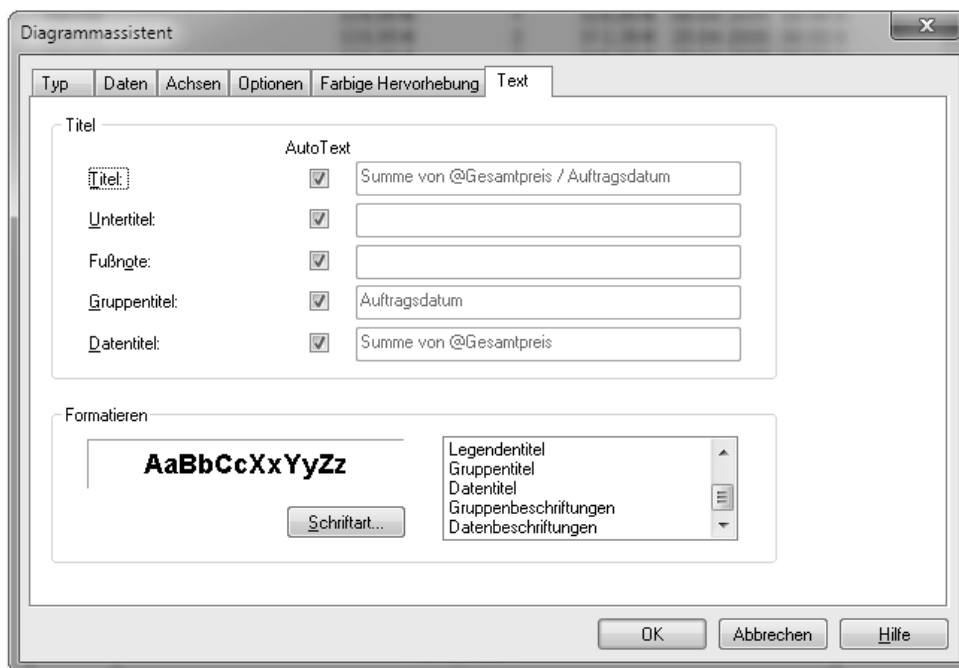 Diagrammassistent
Typ Daten Achsen Optionen Farbige Hervorhebung Text
Titel
AutoText
Titel: Summe von @Gesamtpreis / Auftragsdatum
Untertitel:
Fußnote:
Gruppentitel: Auftragsdatum
Datentitel: Summe von @Gesamtpreis
Formatieren
AaBbCcXxYyZz
Schriftart...
Legendentitel
Gruppentitel
Datentitel
Gruppenbeschriftungen
Datenbeschriftungen
OK Abbrechen Hilfe